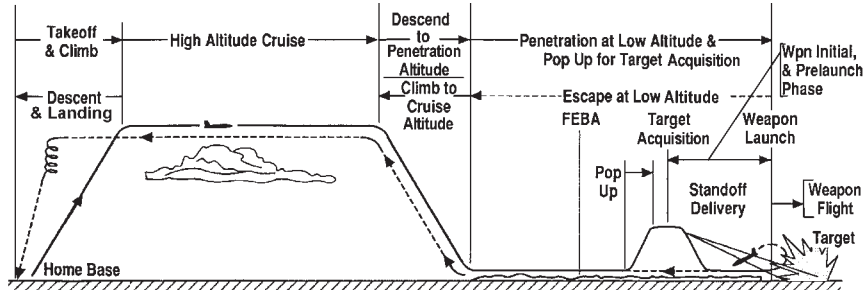 Takeoff
& Climb
High Altitude Cruise
Descend
to
Penetration
Altitude
Climb to
Cruise
Altitude
Penetration at Low Altitude &
Pop Up for Target Acquisition
Wpn Initial,
& Prelaunch
Phase
Descent
& Landing
Escape at Low Altitude
FEBA
Target
Acquisition
Weapon
Launch
Pop
Up
Standoff
Delivery
Weapon
Flight
Target
Home Base